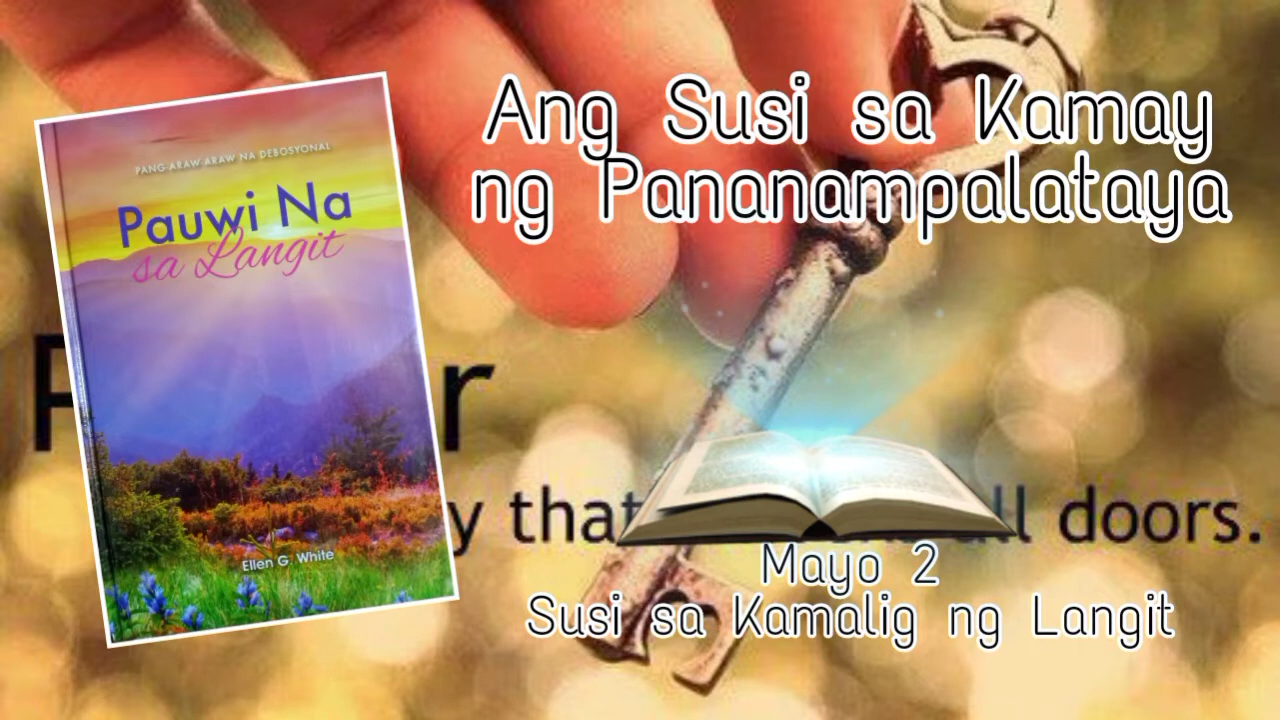 Ang Susi sa Kamay
ng Pananampalataya
PANG-ARAW-ARAW NA DEBOSYONAL
Pauwi Na
sa Langit
Ellen G. White
that
doors.
Mayo 2
Susi sa Kamalig ng Langit